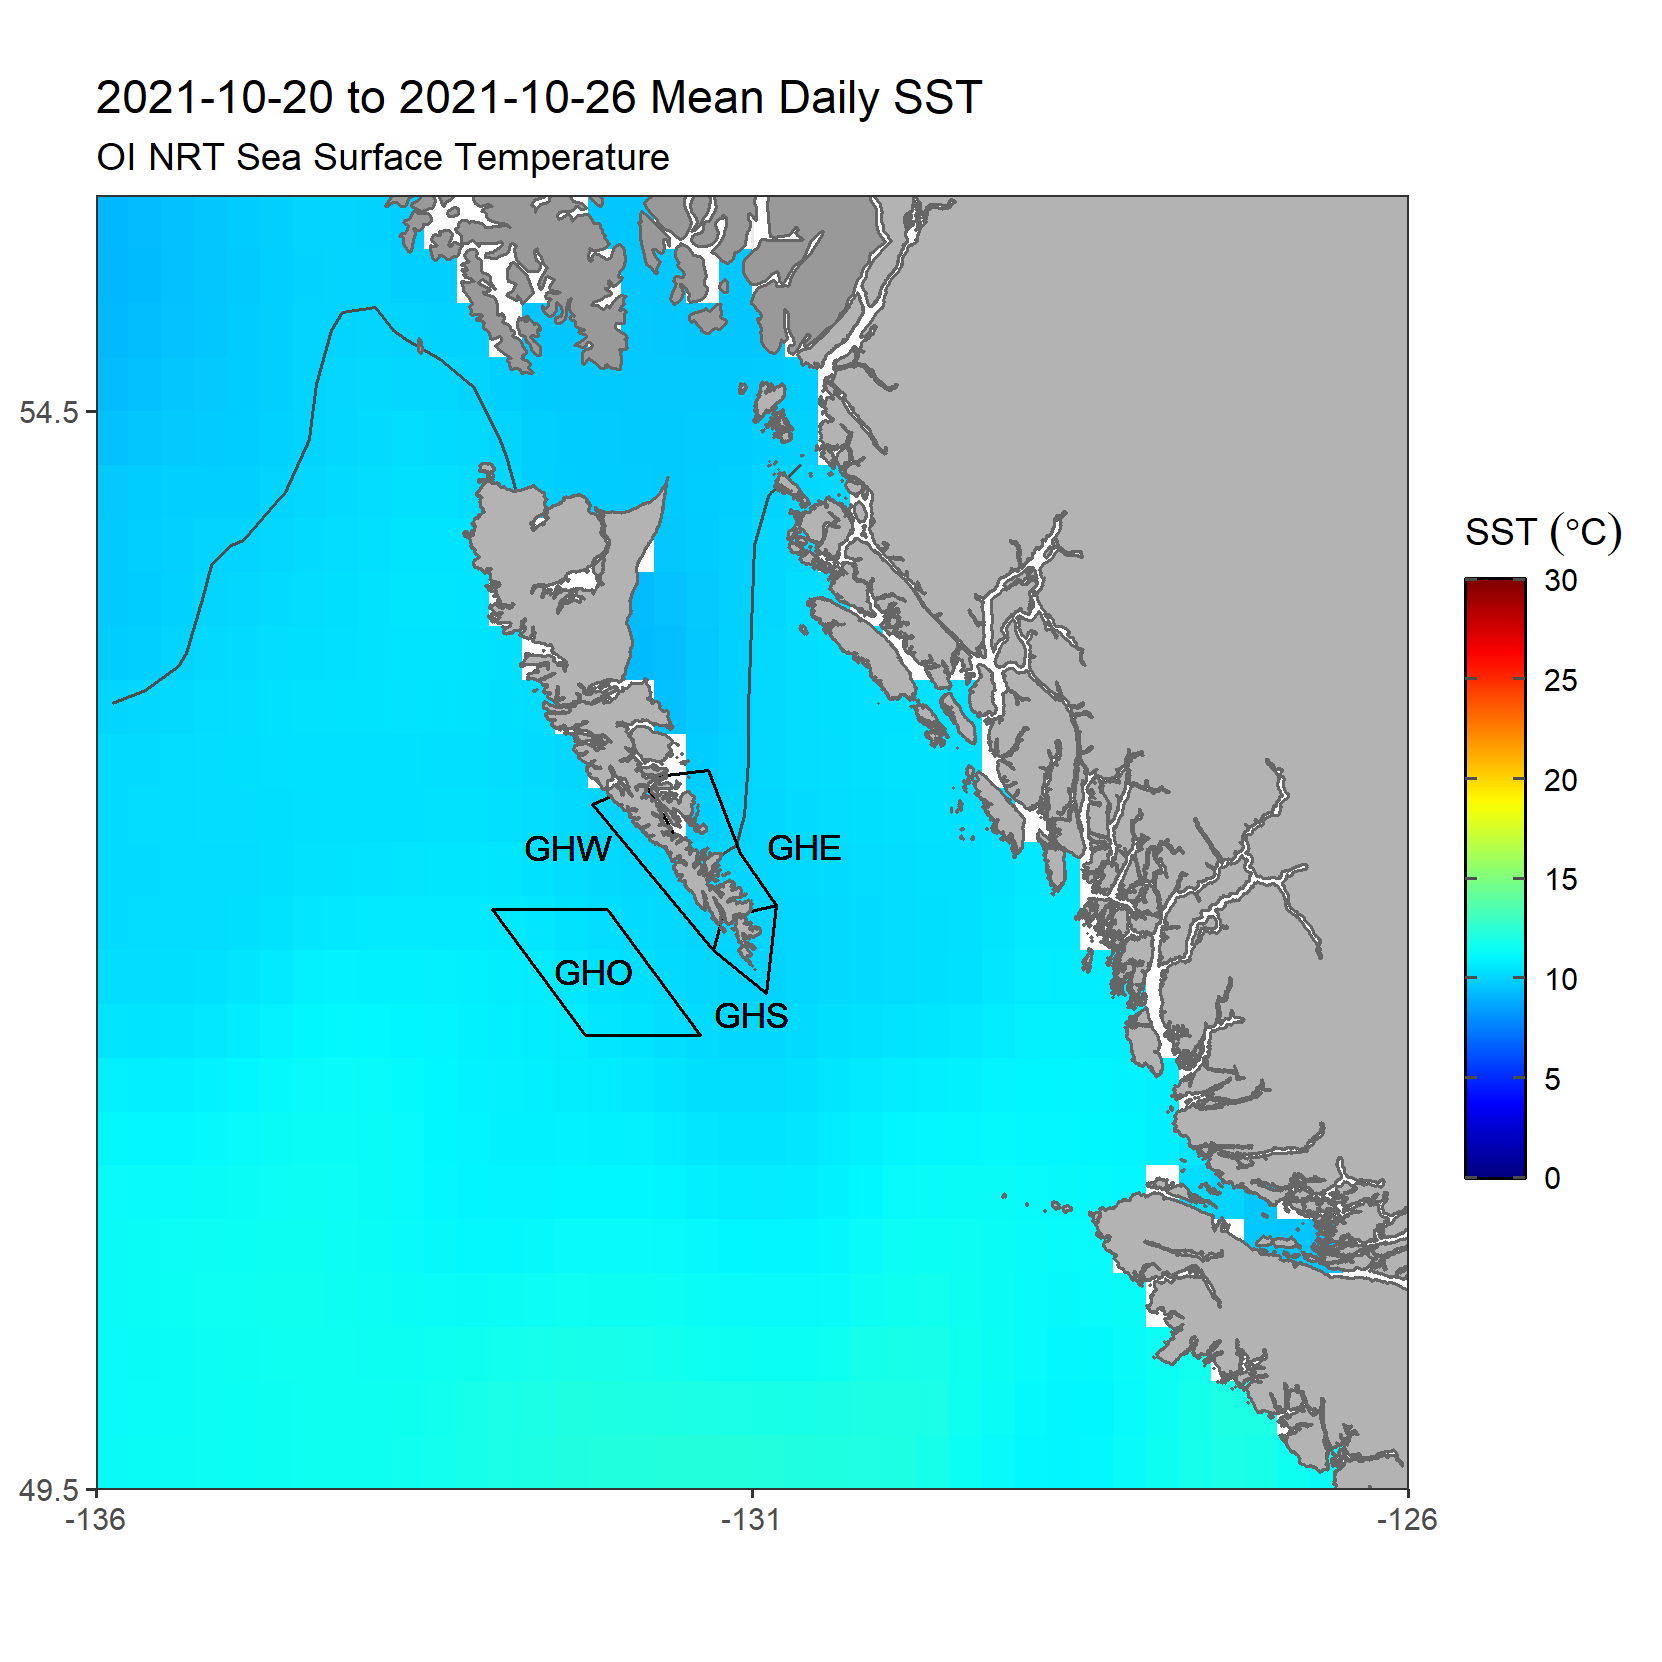 2021-10-20 to 2021-10-26 Mean Daily SST
OI NRT Sea Surface Temperature
54.5
49.5
-136
-131
-126
GHW
GHE
GHO
GHS
SST (°C)
30
25
20
15
10
5
0